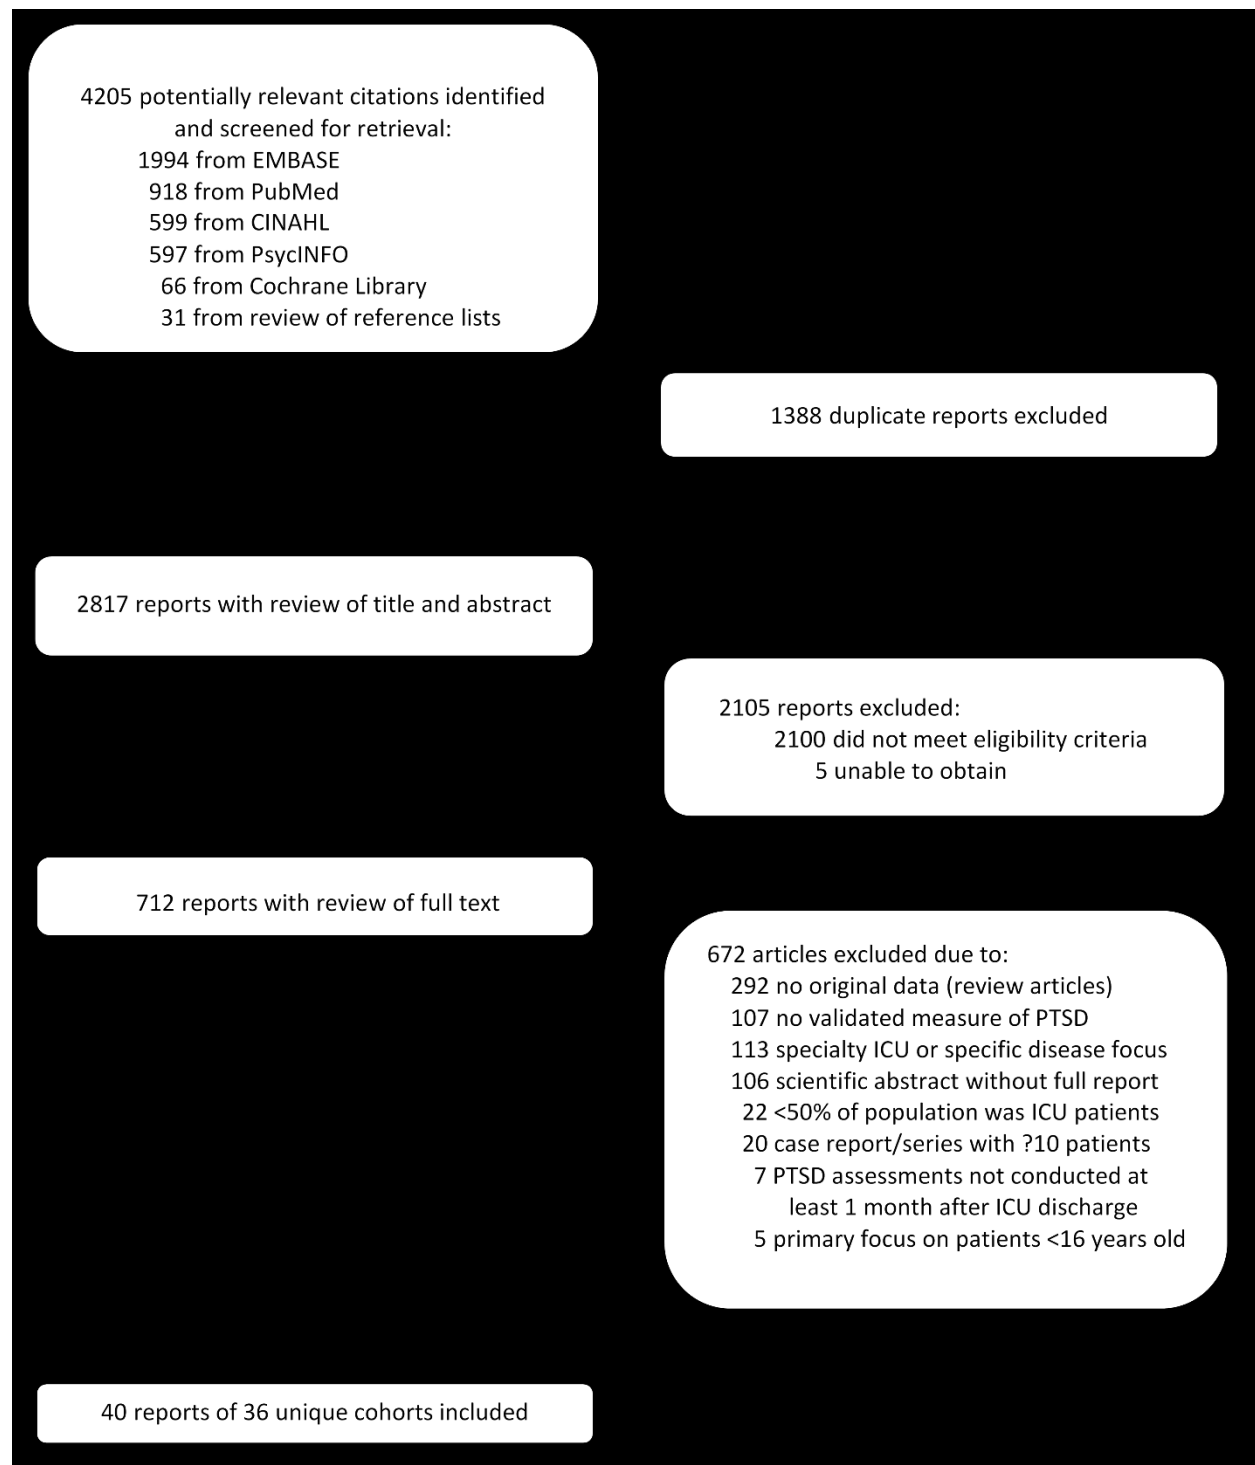 4205 potentially relevant citations identified
and screened for retrieval:
1994 from EMBASE
918 from PubMed
599 from CINAHL
597 from PsycINFO
66 from Cochrane Library
31 from review of reference lists
1388 duplicate reports excluded
2817 reports with review of title and abstract
2105 reports excluded:
2100 did not meet eligibility criteria
5 unable to obtain
712 reports with review of full text
672 articles excluded due to:
292 no original data (review articles)
107 no validated measure of PTSD
113 specialty ICU or specific disease focus
106 scientific abstract without full report
22 <50% of population was ICU patients
20 case report/series with ?10 patients
7 PTSD assessments not conducted at
least 1 month after ICU discharge
5 primary focus on patients <16 years old
40 reports of 36 unique cohorts included